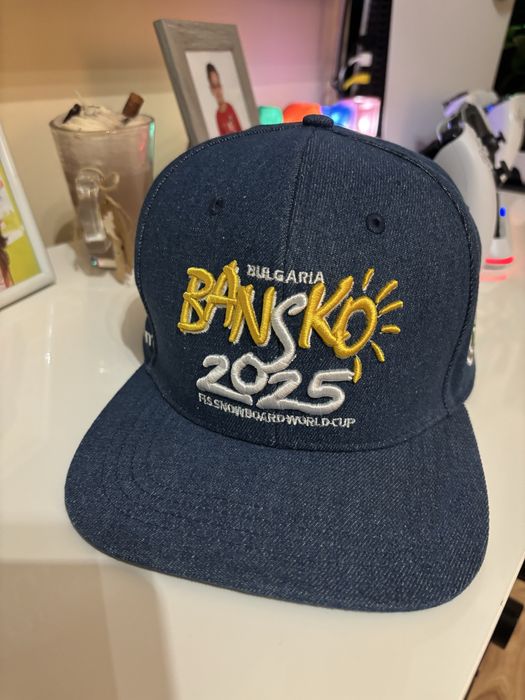 BULGARIA
BANSKO
2025
FIS SNOWBOARD WORLD CUP